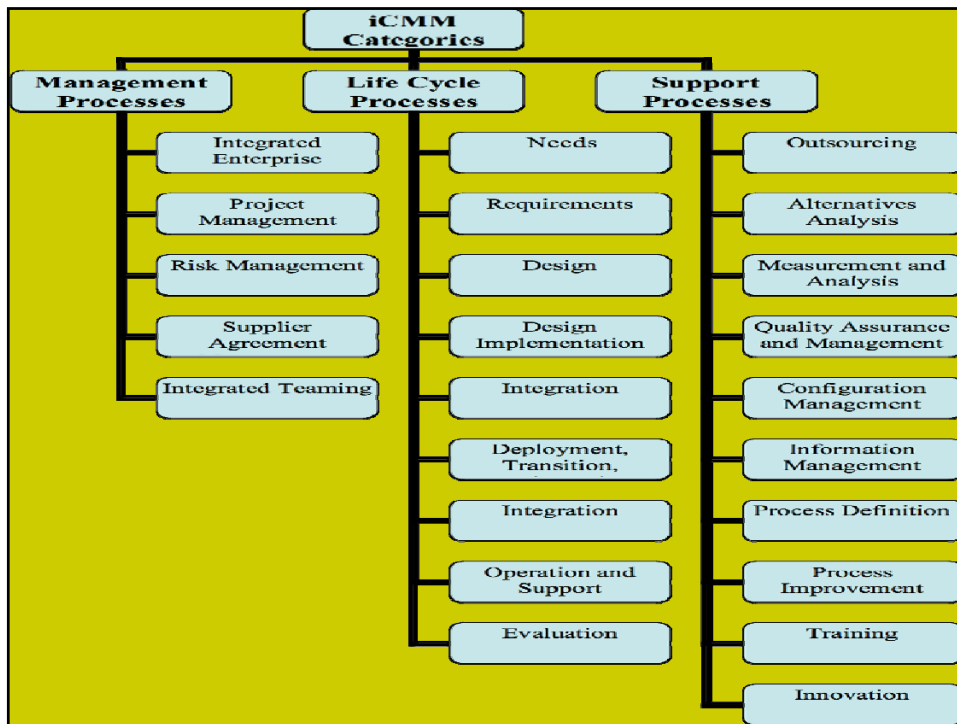 iCMM
Categories
Management
Processes
Life Cycle
Processes
Support
Processes
Integrated
Enterprise
Project
Management
Risk Management
Supplier
Agreement
Integrated Teaming
Needs
Requirements
Design
Design
Implementation
Integration
Deployment,
Transition,
Integration
Operation and
Support
Evaluation
Outsourcing
Alternatives
Analysis
Measurement and
Analysis
Quality Assurance
and Management
Configuration
Management
Information
Management
Process Definition
Process
Improvement
Training
Innovation